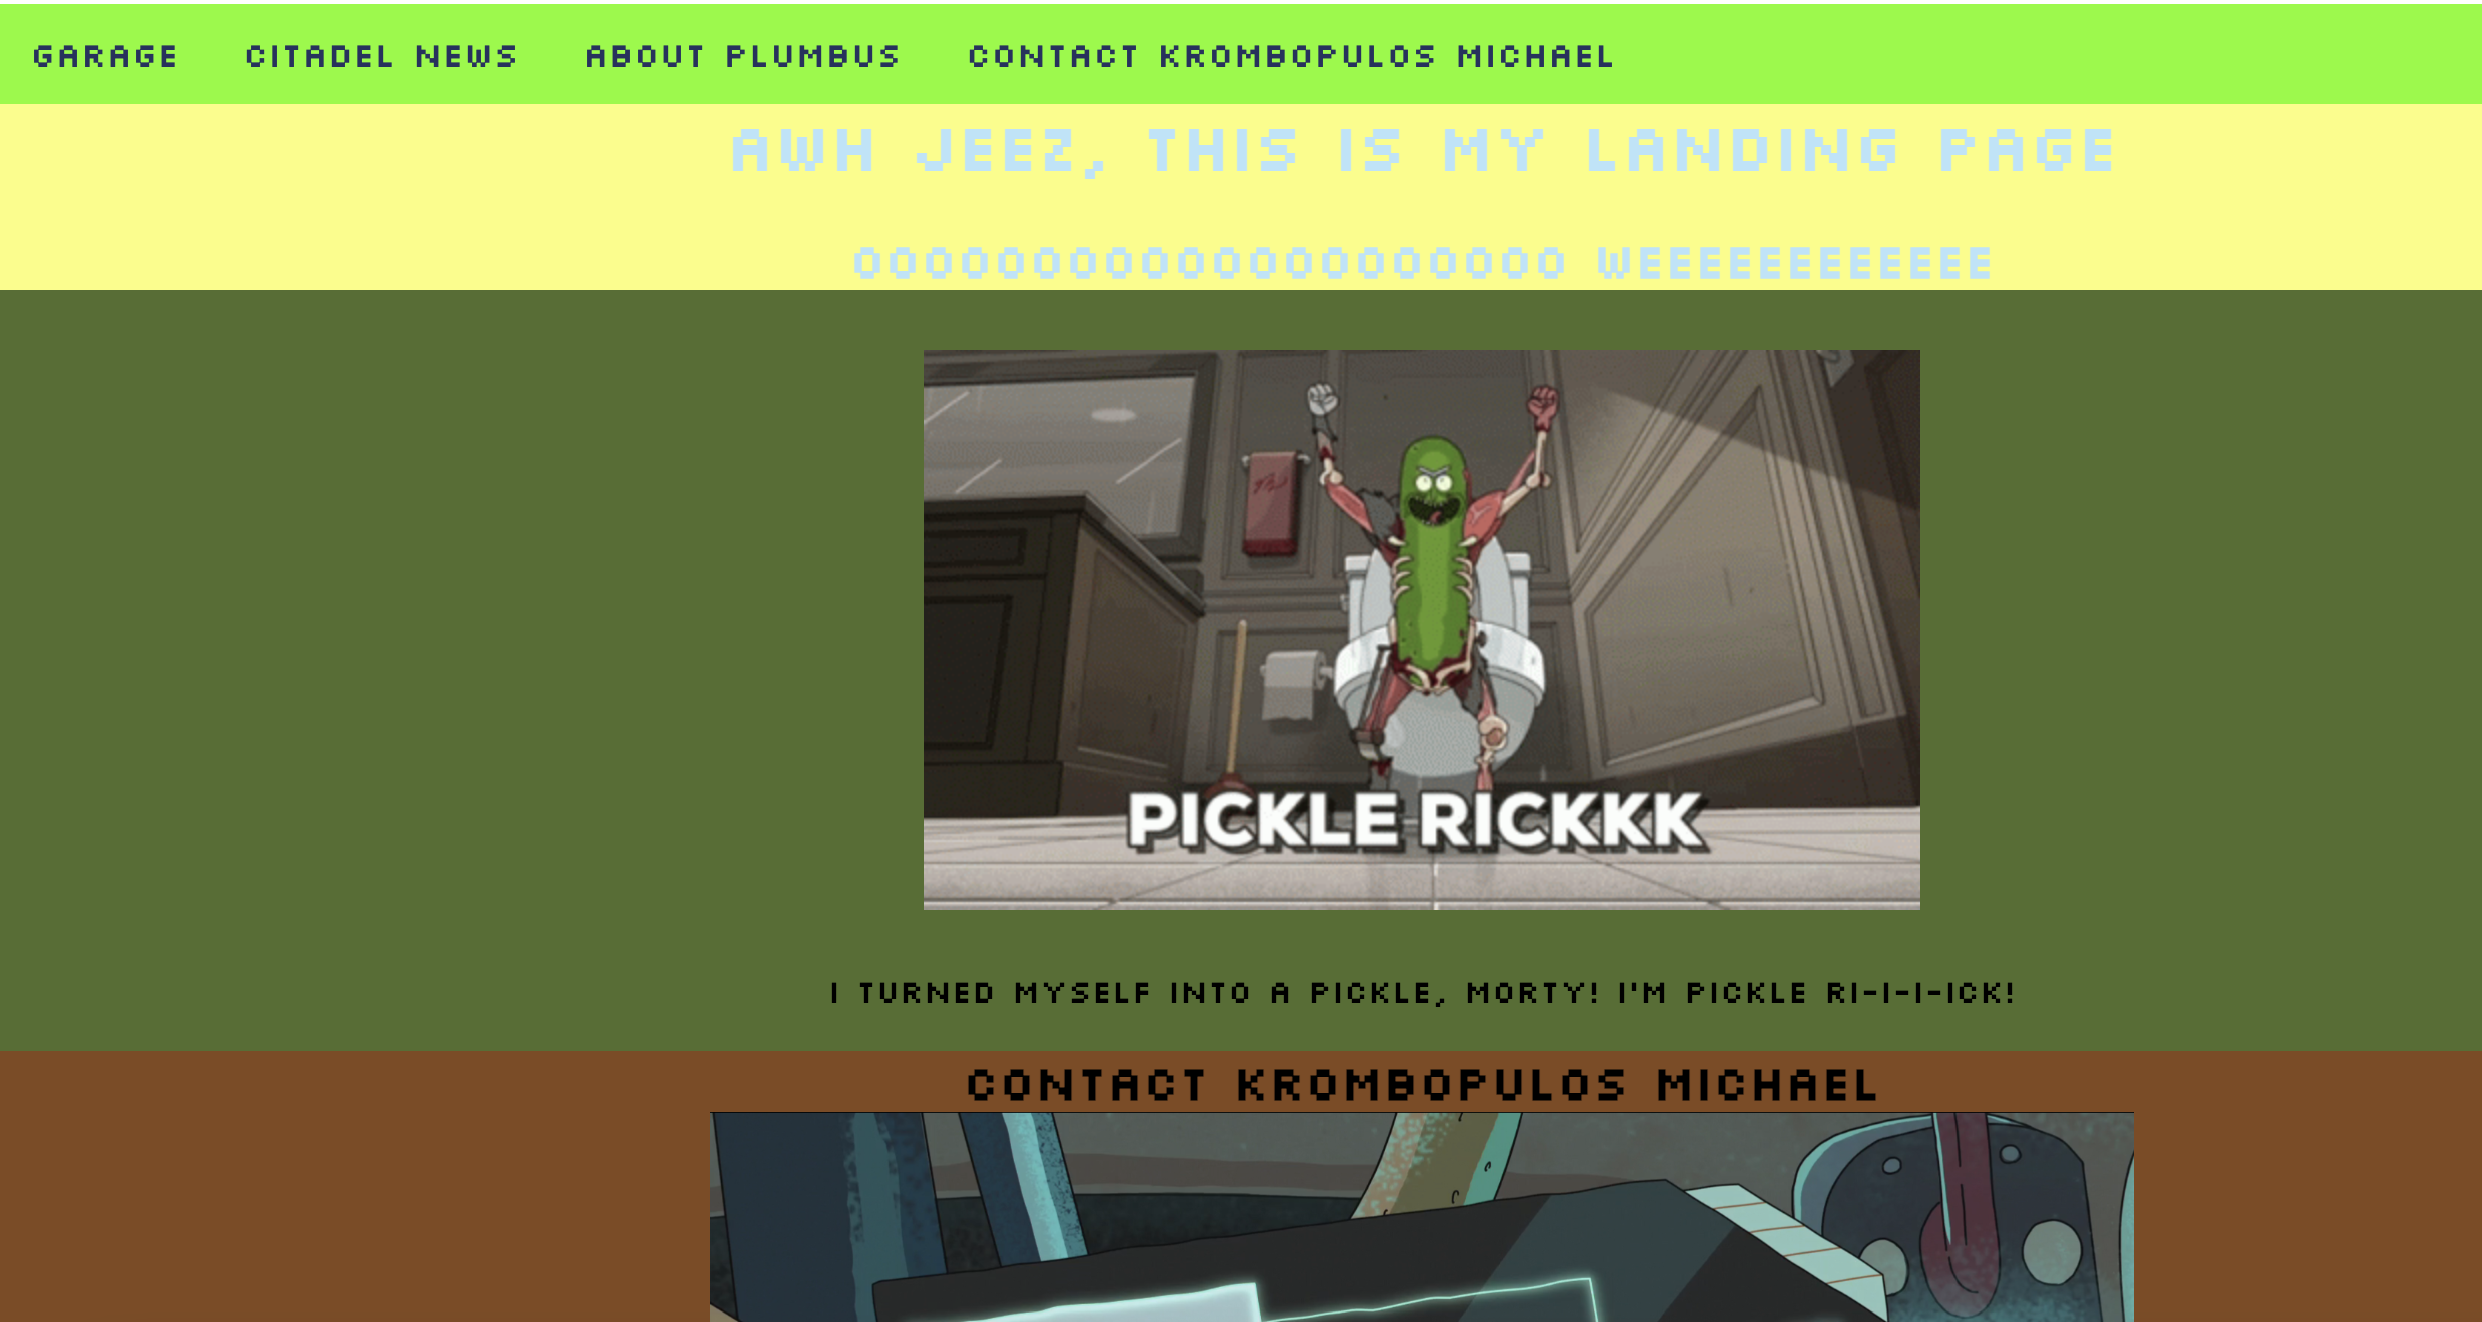 GARAGE CITADEL NEWS ABOUT PLUMBUS CONTACT KROMBOPULOS MICHAEL
AWH JEEZ, THIS IS MY LANDING PAGE
OOOOOOOOOOOOOOOOOOOO WEEEEEEEEEEEE
PICKLE RICKKK
I TURNED MYSELF INTO A PICKLE, MORTY! I'M PICKLE RI-I-I-ICK!
CONTACT KROMBOPULOS MICHAEL